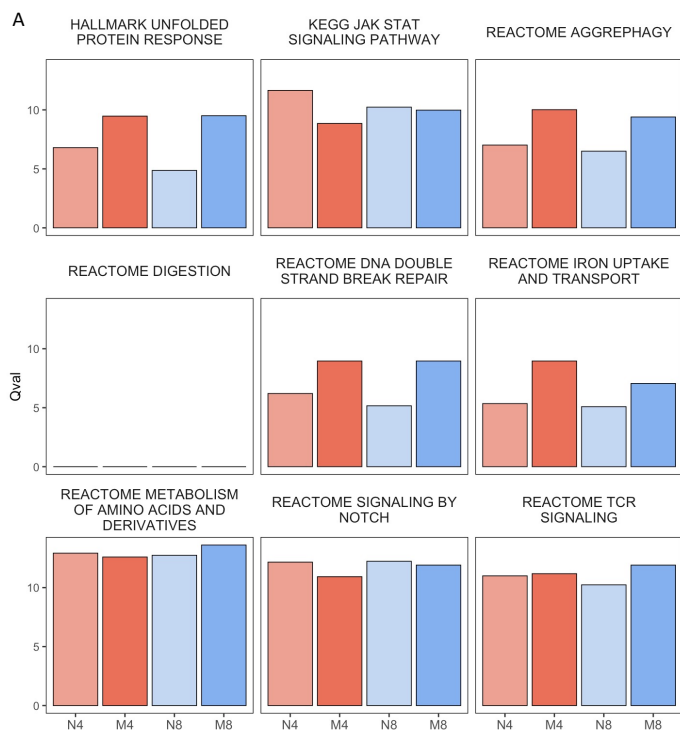 A
HALLMARK UNFOLDED
PROTEIN RESPONSE
KEGG JAK STAT
SIGNALING PATHWAY
REACTOME AGGREPHAGY
10
5
0
REACTOME DIGESTION
REACTOME DNA DOUBLE
STRAND BREAK REPAIR
REACTOME IRON UPTAKE
AND TRANSPORT
Qval
10
5
0
REACTOME METABOLISM
OF AMINO ACIDS AND
DERIVATIVES
REACTOME SIGNALING BY
NOTCH
REACTOME TCR
SIGNALING
10
5
0
N4 M4 N8 M8 N4 M4 N8 M8 N4 M4 N8 M8